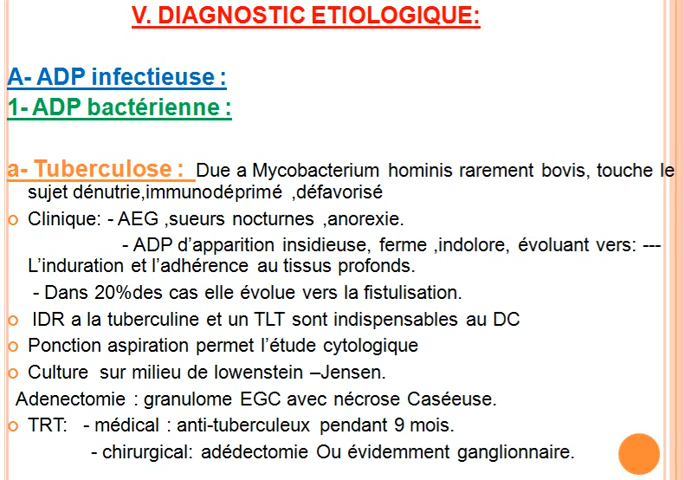 V. DIAGNOSTIC ETIOLOGIQUE:
A- ADP infectieuse :
1- ADP bactérienne :
a- Tuberculose : Due a Mycobacterium hominis rarement bovis, touche le
sujet dénutrie,immunodéprimé ,défavorisé
Clinique: - AEG ,sueurs nocturnes ,anorexie.
- ADP d'apparition insidieuse, ferme ,indolore, évoluant vers: ---
L'induration et l'adhérence au tissus profonds.
- Dans 20%des cas elle évolue vers la fistulisation.
IDR a la tuberculine et un TLT sont indispensables au DC
Ponction aspiration permet l'étude cytologique
Culture sur milieu de lowenstein –Jensen.
Adenectomie : granulome EGC avec nécrose Caséeuse.
TRT: - médical : anti-tuberculeux pendant 9 mois.
- chirurgical: adédectomie Ou évidemment ganglionnaire.